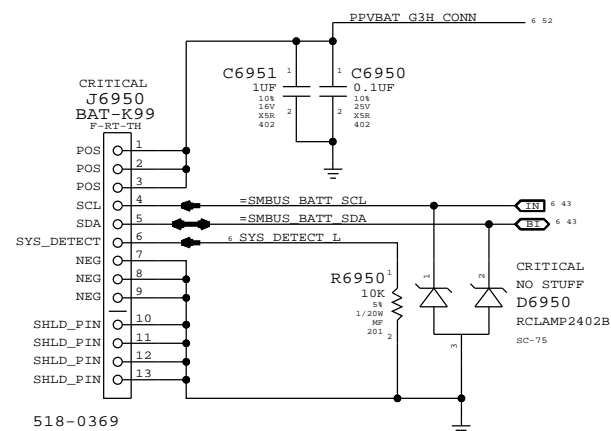 PPVBAT_G3H_CONN
6 52
C6951
1UF
10%
16V
X5R
402
1
2
C6950
0.1UF
10%
25V
X5R
402
1
2
CRITICAL
J6950
BAT-K99
F-RT-TH
POS 1
POS 2
POS 3
SCL 4 =SMBUS_BATT_SCL IN 6 43
SDA 5 =SMBUS_BATT_SDA BI 6 43
SYS_DETECT 6 6 SYS_DETECT_L
NEG 7
NEG 8
NEG 9
SHLD_PIN 10
SHLD_PIN 11
SHLD_PIN 12
SHLD_PIN 13
R6950
10K
5%
1/20W
MF
201
1
2
1
2
3
CRITICAL
NO STUFF
D6950
RCLAMP2402B
SC-75
518-0369